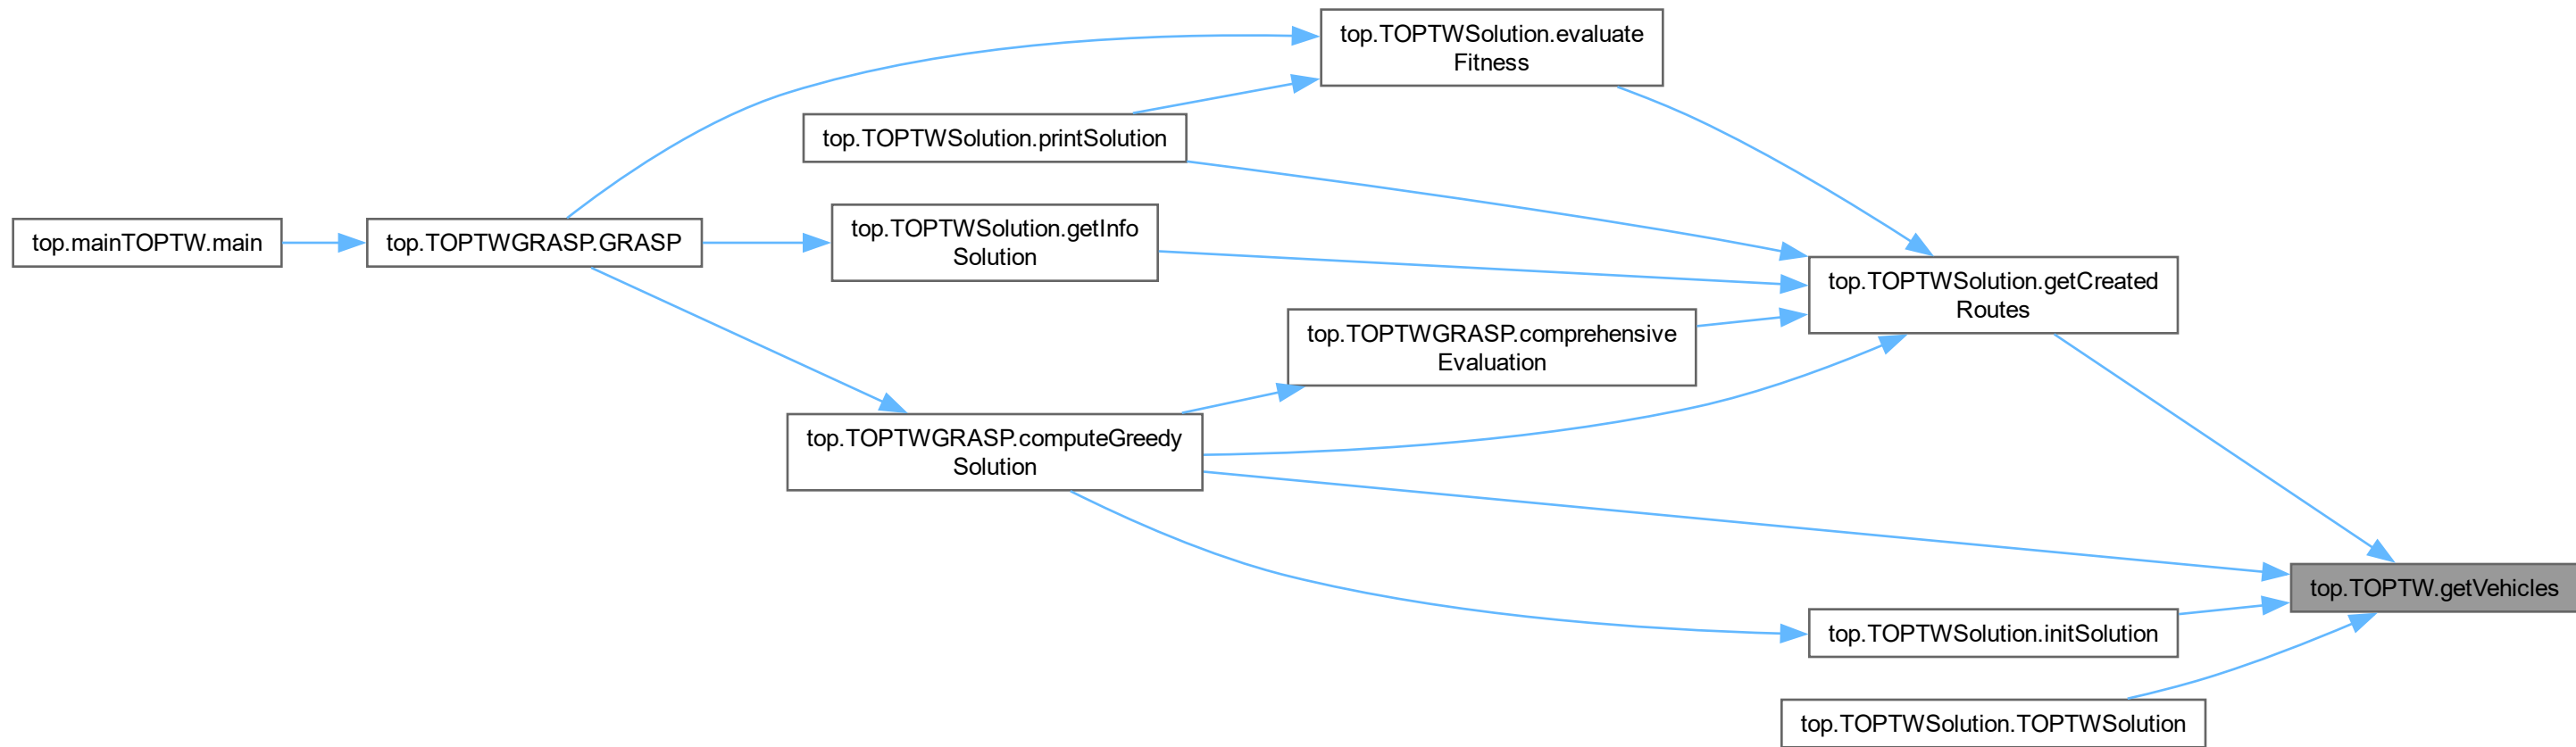 top.TOPTWSolution.evaluate
Fitness
top.TOPTWSolution.printSolution
top.mainTOPTW.main
top.TOPTWGRASP.GRASP
top.TOPTWSolution.getInfo
Solution
top.TOPTWSolution.getCreated
Routes
top.TOPTWGRASP.comprehensive
Evaluation
top.TOPTWGRASP.computeGreedy
Solution
top.TOPTW.getVehicles
top.TOPTWSolution.initSolution
top.TOPTWSolution.TOPTWSolution